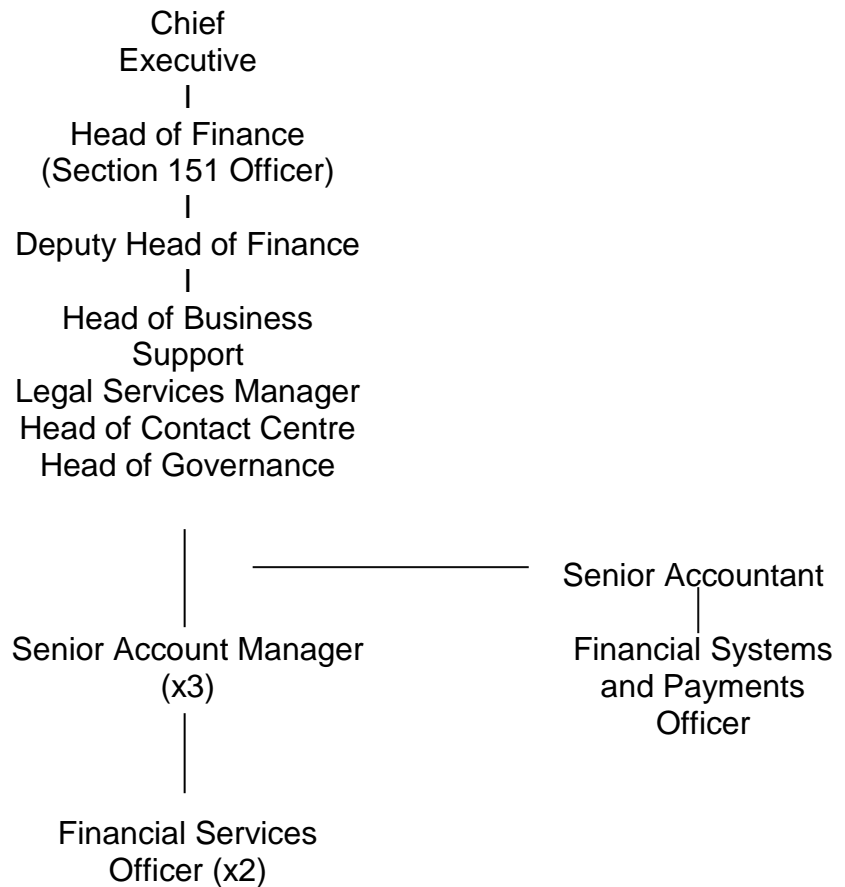 Chief
Executive
I
Head of Finance
(Section 151 Officer)
I
Deputy Head of Finance
I
Head of Business
Support
Legal Services Manager
Head of Contact Centre
Head of Governance
Senior Accountant
Senior Account Manager
(x3)
Financial Systems
and Payments
Officer
Financial Services
Officer (x2)